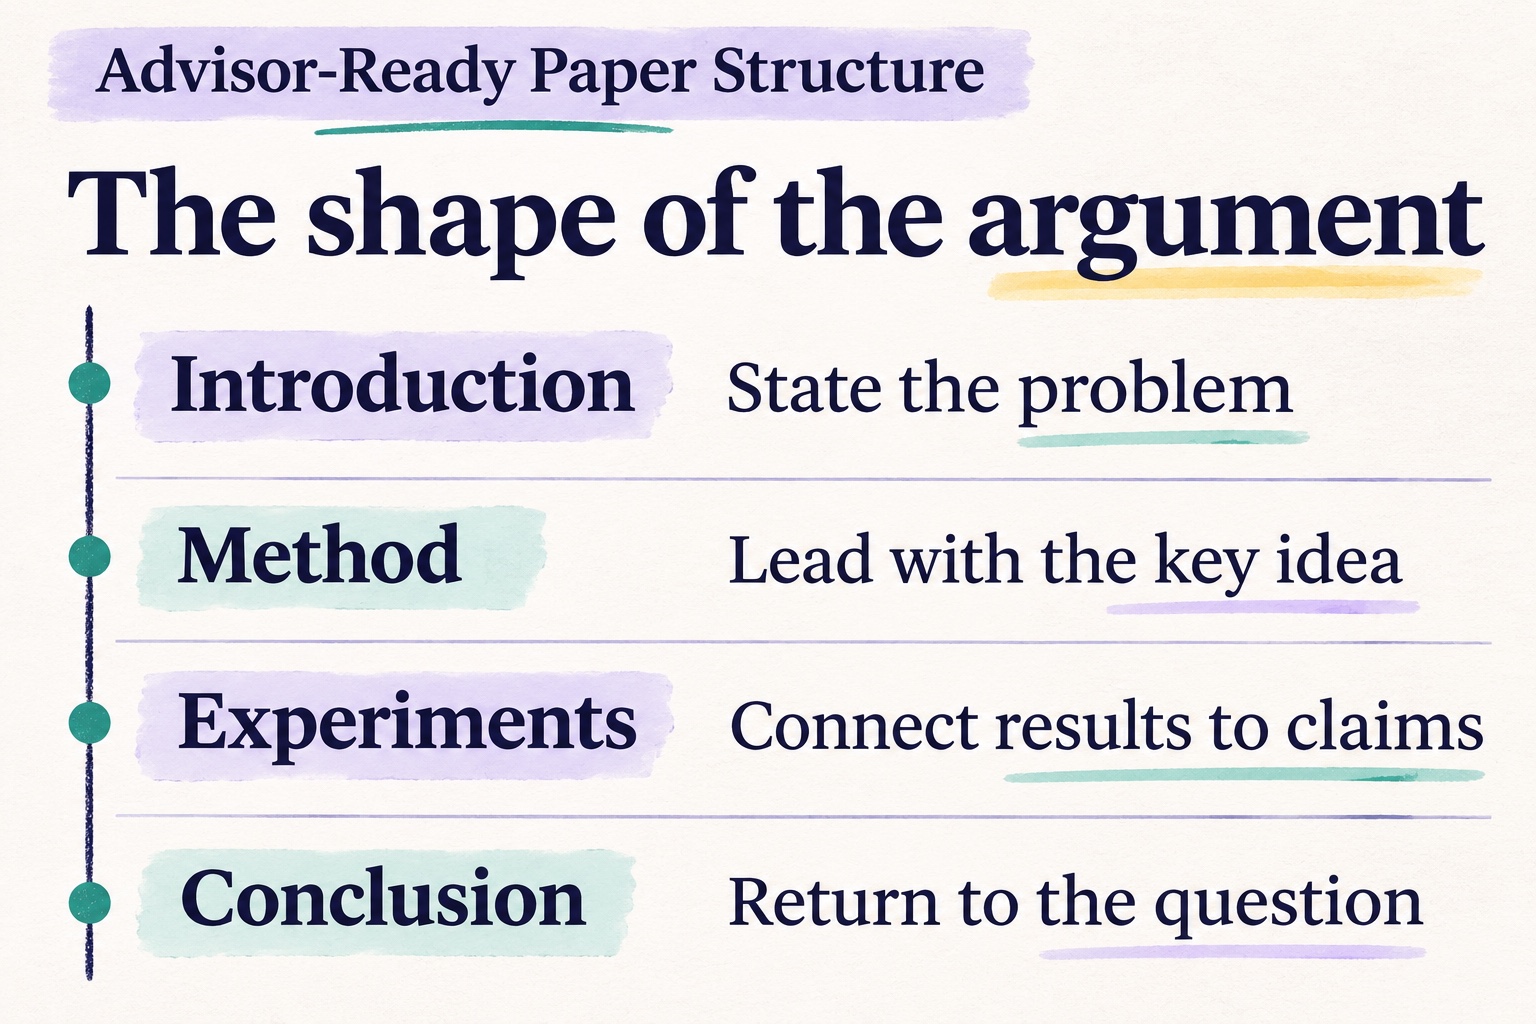 Advisor-Ready Paper Structure
The shape of the argument
Introduction State the problem
Method Lead with the key idea
Experiments Connect results to claims
Conclusion Return to the question